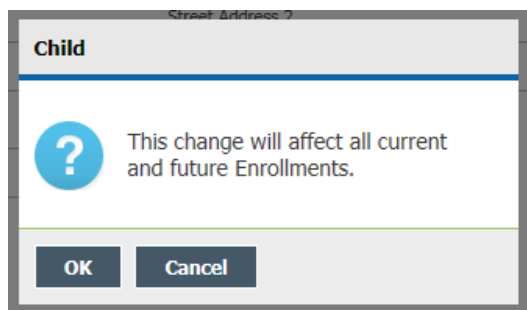 Street Address 2
Child
?
This change will affect all current
and future Enrollments.
OK
Cancel